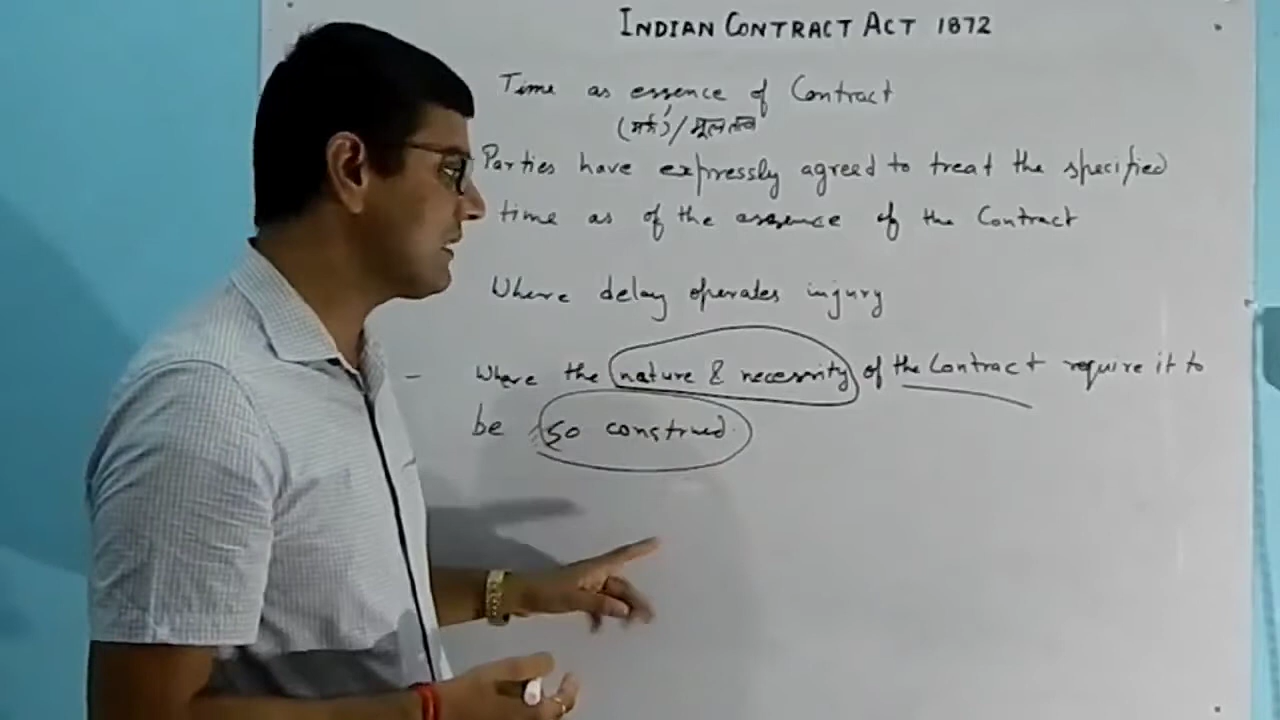 INDIAN CONTRACT ACT 1872
Time as essence of Contract
(मर्म)/मूल तत्व
Parties have expressly agreed to treat the specified
time as of the essence of the Contract
Where delay operates injury
- Where the nature & necessity of the Contract require it to
be so construed.